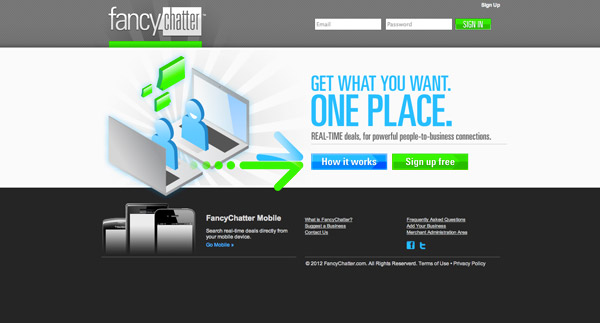 Sign Up
fancychatter™
Email
Password
SIGN IN
GET WHAT YOU WANT.
ONE PLACE.
REAL-TIME deals, for powerful people-to-business connections.
How it works
Sign up free
FancyChatter Mobile
Search real-time deals directly from
your mobile device.
Go Mobile »
What is FancyChatter?
Suggest a Business
Contact Us
Frequently Asked Questions
Add Your Business
Merchant Administration Area
© 2012 FancyChatter.com. All Rights Reserverd. Terms of Use • Privacy Policy